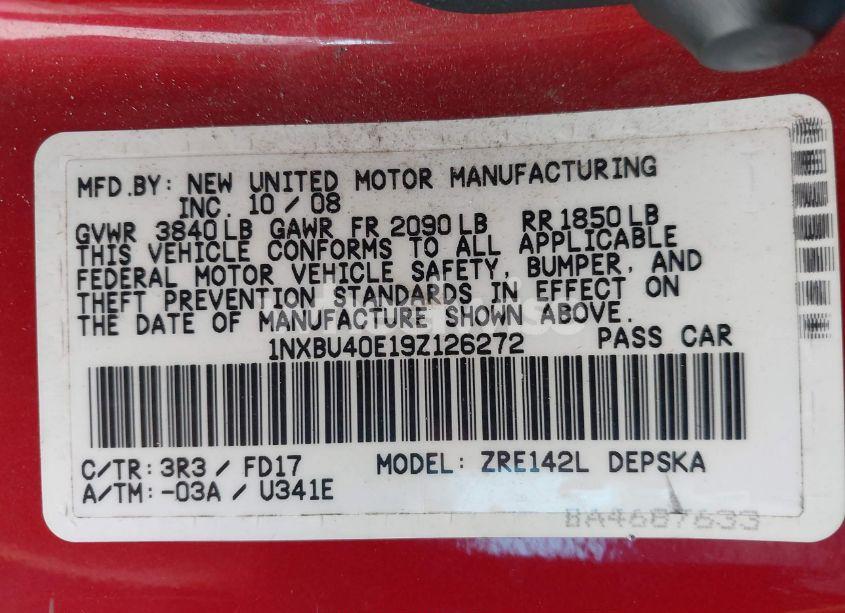 MFD.BY: NEW UNITED MOTOR MANUFACTURING
INC. 10 / 08
GVWR 3840 LB GAWR FR 2090 LB RR 1850 LB
THIS VEHICLE CONFORMS TO ALL APPLICABLE
FEDERAL MOTOR VEHICLE SAFETY, BUMPER, AND
THEFT PREVENTION STANDARDS IN EFFECT ON
THE DATE OF MANUFACTURE SHOWN ABOVE.
1NXBU40E19Z126272 PASS CAR
C/TR: 3R3 / FD17 MODEL: ZRE142L DEPSKA
A/TM: -03A / U341E
BA4687633